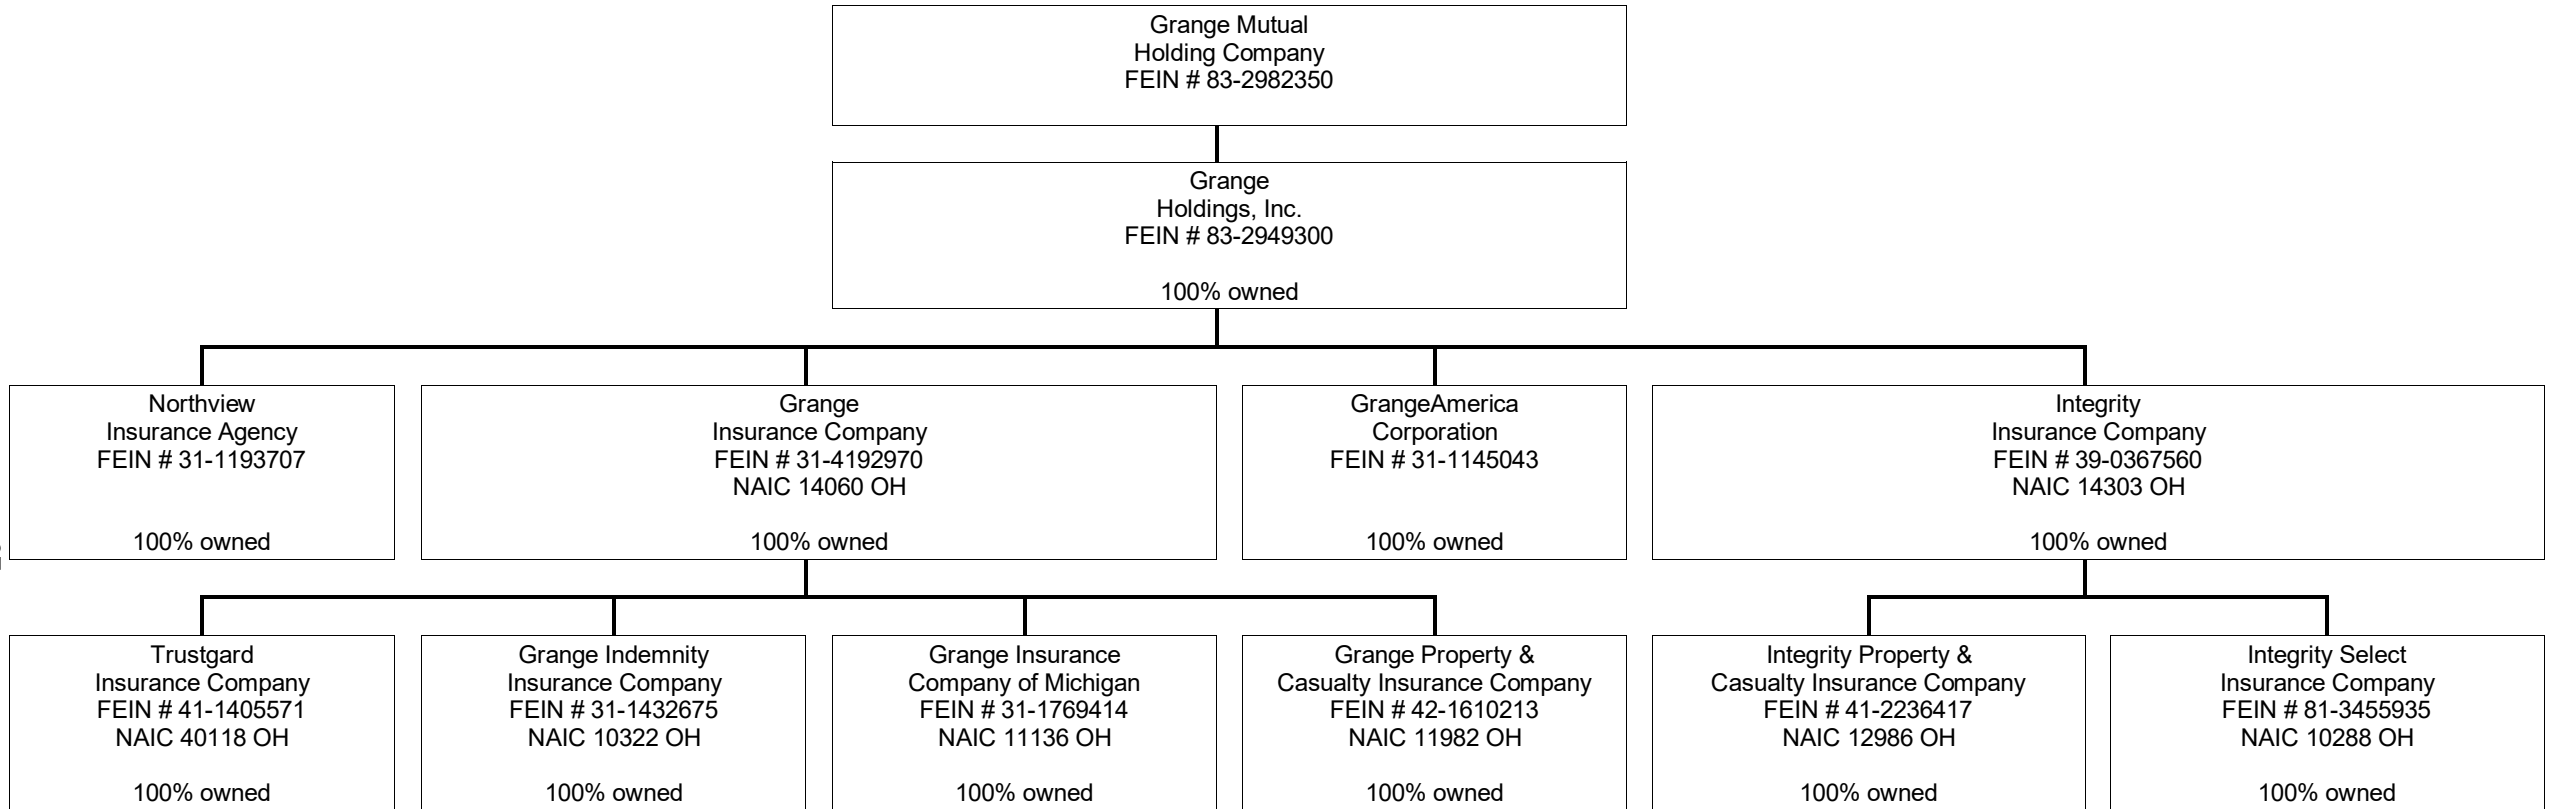 Grange Mutual
Holding Company
FEIN # 83-2982350
Grange
Holdings, Inc.
FEIN # 83-2949300
100% owned
Northview
Insurance Agency
FEIN # 31-1193707
100% owned
Grange
Insurance Company
FEIN # 31-4192970
NAIC 14060 OH
100% owned
GrangeAmerica
Corporation
FEIN # 31-1145043
100% owned
Integrity
Insurance Company
FEIN # 39-0367560
NAIC 14303 OH
100% owned
Trustgard
Insurance Company
FEIN # 41-1405571
NAIC 40118 OH
100% owned
Grange Indemnity
Insurance Company
FEIN # 31-1432675
NAIC 10322 OH
100% owned
Grange Insurance
Company of Michigan
FEIN # 31-1769414
NAIC 11136 OH
100% owned
Grange Property &
Casualty Insurance Company
FEIN # 42-1610213
NAIC 11982 OH
100% owned
Integrity Property &
Casualty Insurance Company
FEIN # 41-2236417
NAIC 12986 OH
100% owned
Integrity Select
Insurance Company
FEIN # 81-3455935
NAIC 10288 OH
100% owned